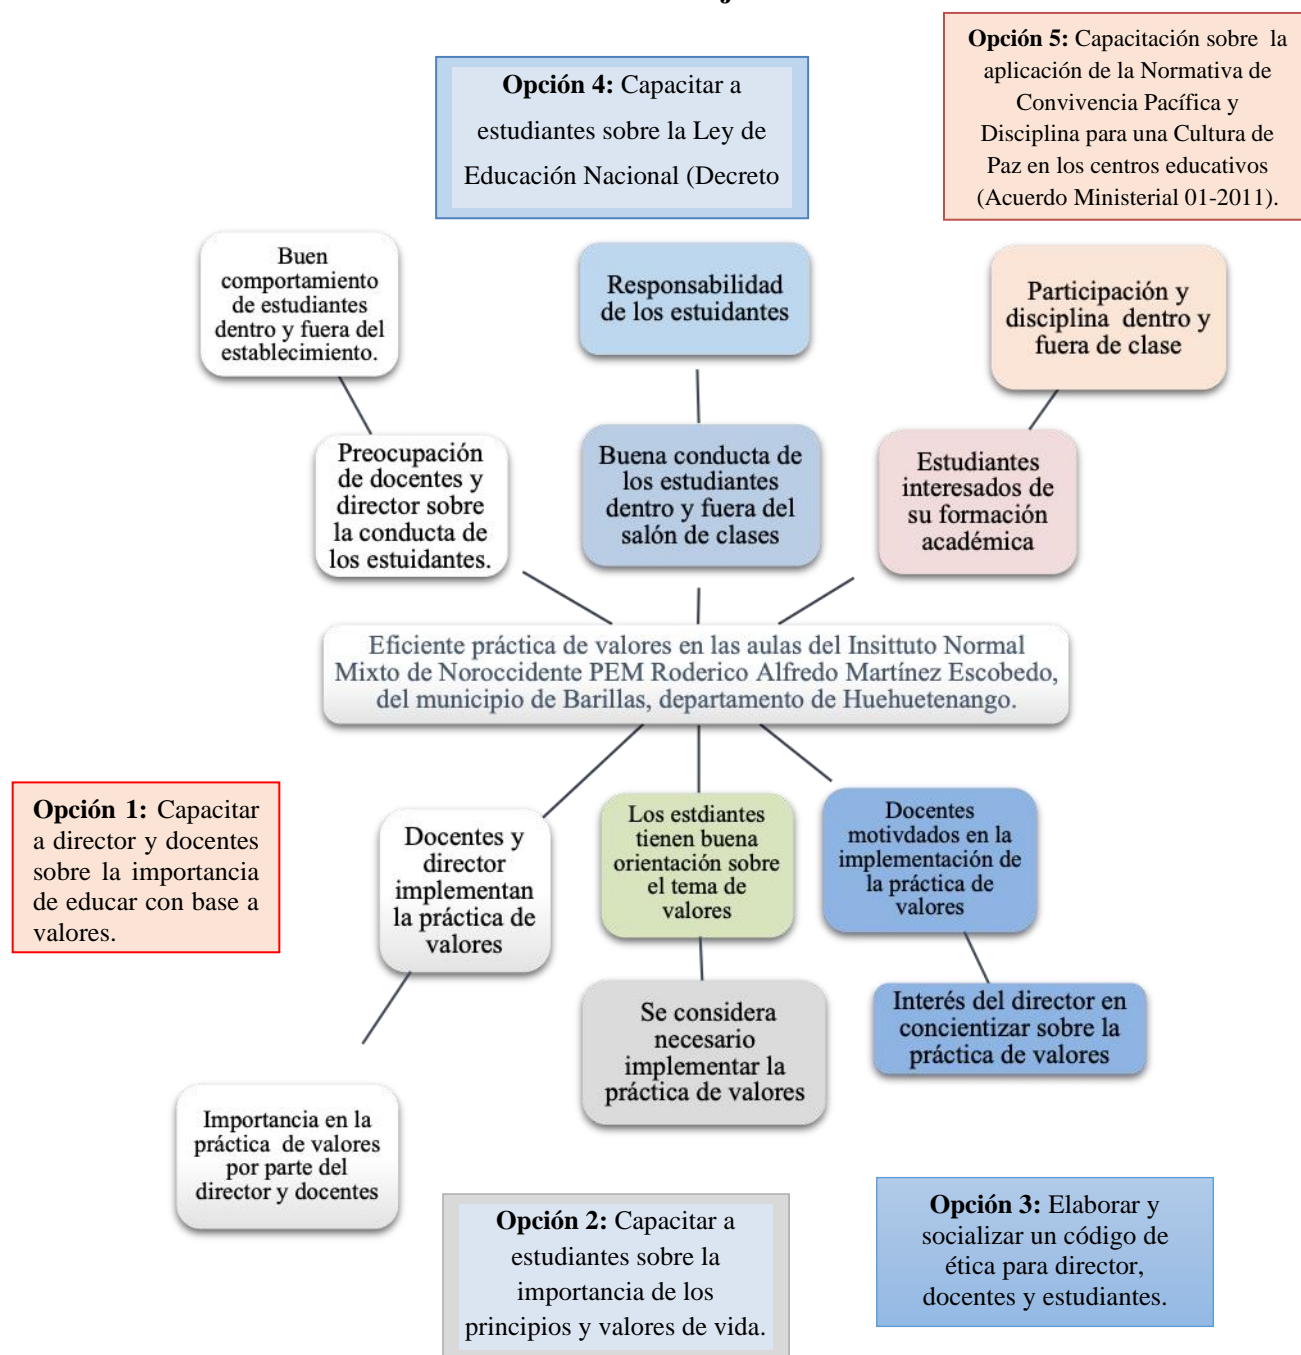 Opción 5: Capacitación sobre la
aplicación de la Normativa de
Convivencia Pacífica y
Disciplina para una Cultura de
Paz en los centros educativos
(Acuerdo Ministerial 01-2011).
Opción 4: Capacitar a
estudiantes sobre la Ley de
Educación Nacional (Decreto
Buen
comportamiento
de estudiantes
dentro y fuera del
establecimiento.
Responsabilidad
de los estuidantes
Participación y
disciplina dentro y
fuera de clase
Preocupación
de docentes y
director sobre
la conducta de
los estuidantes.
Buena conducta de
los estudiantes
dentro y fuera del
salón de clases
Estudiantes
interesados de
su formación
académica
Eficiente práctica de valores en las aulas del Insittuto Normal
Mixto de Noroccidente PEM Roderico Alfredo Martínez Escobedo,
del municipio de Barillas, departamento de Huehuetenango.
Opción 1: Capacitar
a director y docentes
sobre la importancia
de educar con base a
valores.
Docentes y
director
implementan
la práctica de
valores
Los estdiantes
tienen buena
orientación sobre
el tema de
valores
Docentes
motivdados en la
implementación de
la práctica de
valores
Importancia en la
práctica de valores
por parte del
director y docentes
Se considera
necesario
implementar la
práctica de valores
Interés del director en
concientizar sobre la
práctica de valores
Opción 2: Capacitar a
estudiantes sobre la
importancia de los
principios y valores de vida.
Opción 3: Elaborar y
socializar un código de
ética para director,
docentes y estudiantes.